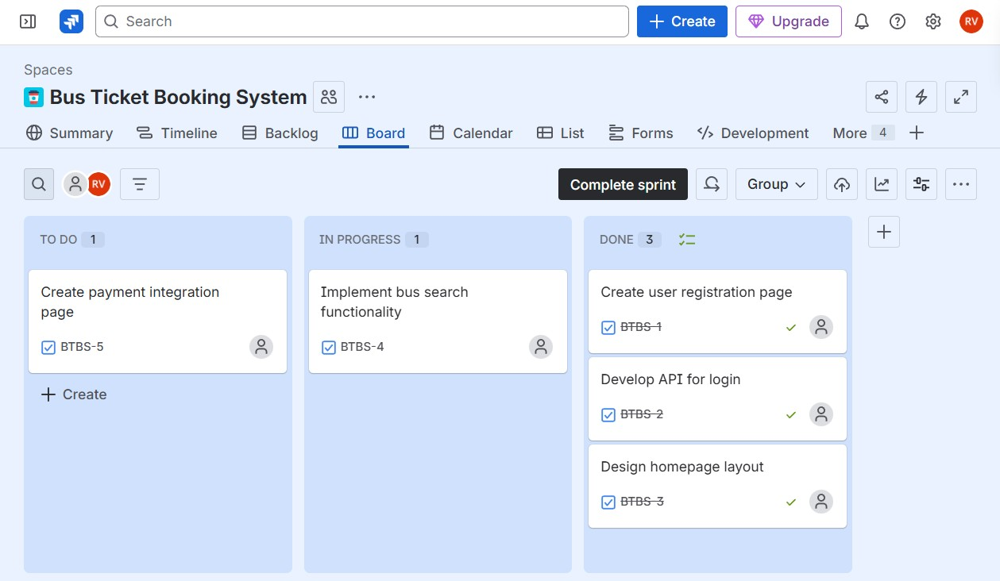 Search
Create
Upgrade
RV
Spaces
Bus Ticket Booking System
Summary
Timeline
Backlog
Board
Calendar
List
Forms
Development
More 4
RV
Complete sprint
Group
TO DO 1
Create payment integration
page
BTBS-5
Create
IN PROGRESS 1
Implement bus search
functionality
BTBS-4
DONE 3
Create user registration page
BTBS-1
Develop API for login
BTBS-2
Design homepage layout
BTBS-3